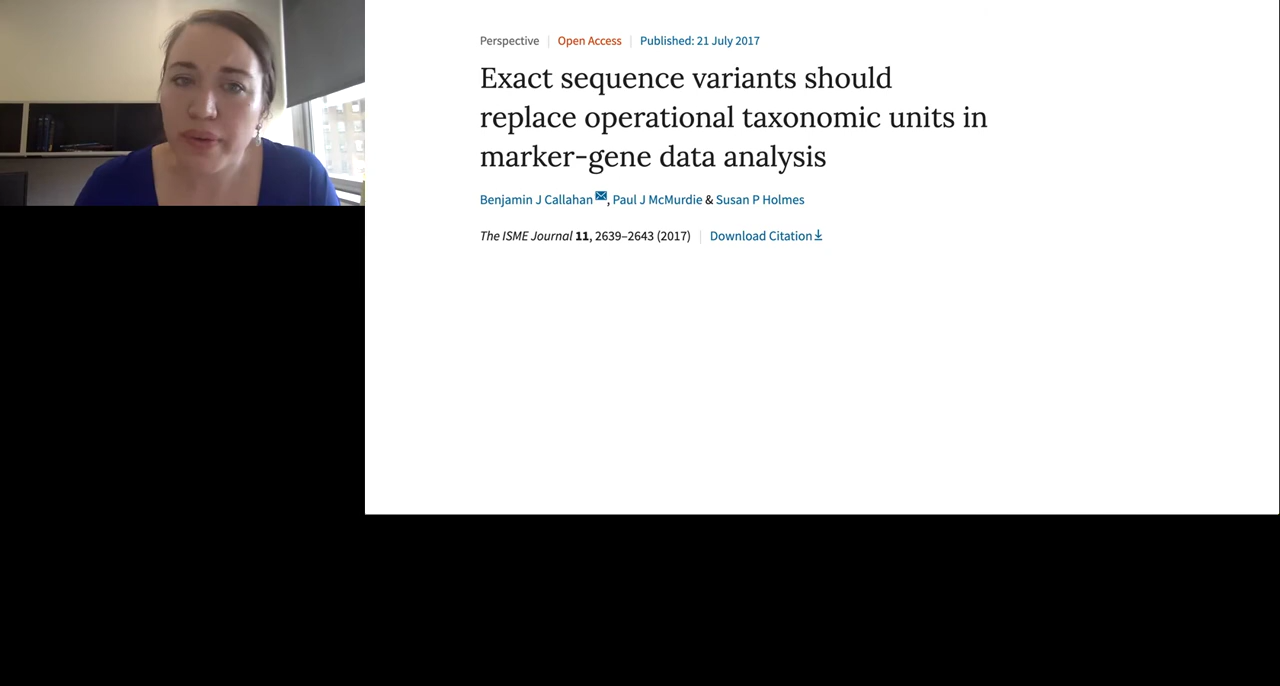 Perspective | Open Access | Published: 21 July 2017
Exact sequence variants should
replace operational taxonomic units in
marker-gene data analysis
Benjamin J Callahan, Paul J McMurdie & Susan P Holmes
The ISME Journal 11, 2639–2643 (2017) | Download Citation